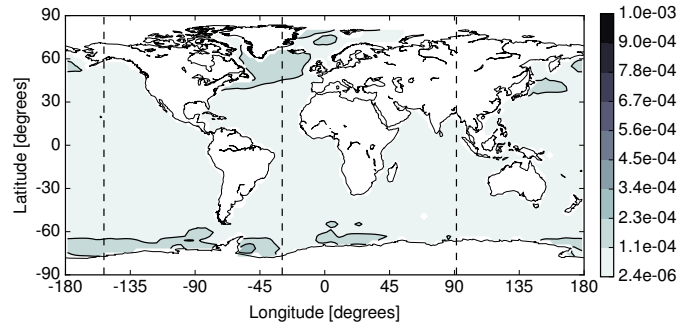 90
60
30
0
-30
-60
-90
Latitude [degrees]
-180 -135 -90 -45 0 45 90 135 180
Longitude [degrees]
1.0e-03
9.0e-04
7.8e-04
6.7e-04
5.6e-04
4.5e-04
3.4e-04
2.3e-04
1.1e-04
2.4e-06